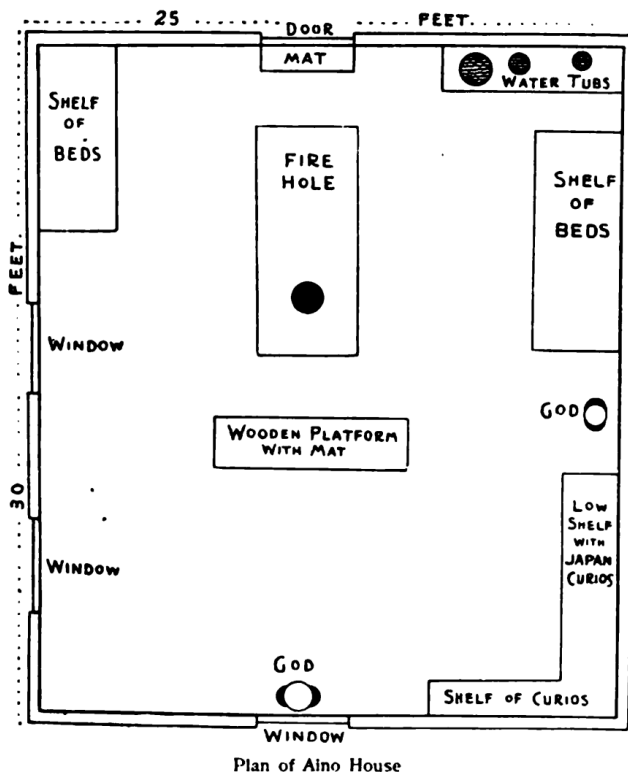 25 FEET
DOOR
MAT
WATER TUBS
SHELF
OF
BEDS
FIRE
HOLE
SHELF
OF
BEDS
30 FEET
WINDOW
GOD
WOODEN PLATFORM
WITH MAT
LOW
SHELF
WITH
JAPAN
CURIOS
WINDOW
GOD
SHELF OF CURIOS
WINDOW
Plan of Aino House